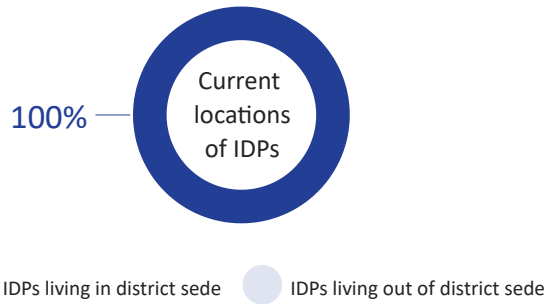 Current
locations
of IDPs
100%
IDPs living in district sede
IDPs living out of district sede